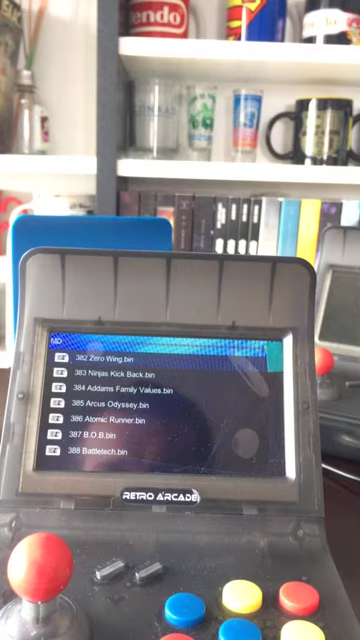 endo
MD
382 Zero Wing.bin
383 Ninjas Kick Back.bin
384 Addams Family Values.bin
385 Arcus Odyssey.bin
386 Atomic Runner.bin
387 B.O.B.bin
388 Battletech.bin
RETRO ARCADE